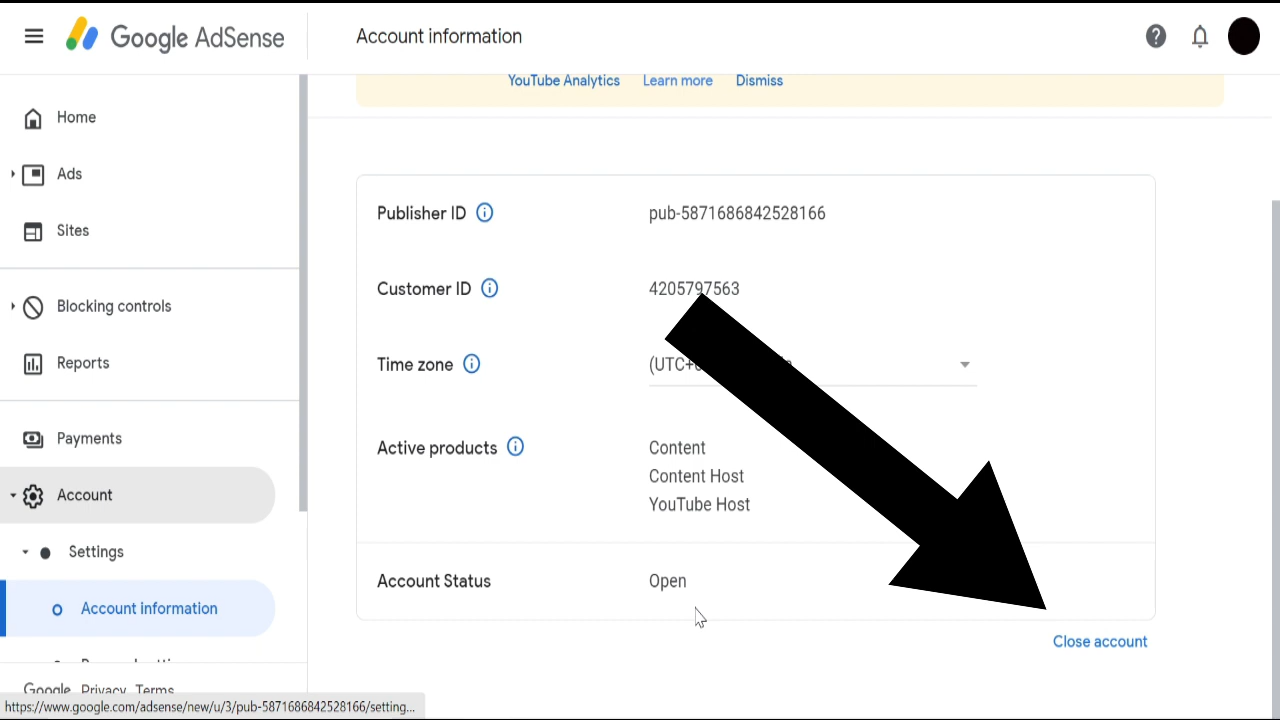 Google AdSense
Account information
YouTube Analytics Learn more Dismiss
Home
Ads
Sites
Blocking controls
Reports
Payments
Account
Settings
Account information
Google Privacy Terms
https://www.google.com/adsense/new/u/3/pub-5871686842528166/setting...
Publisher ID pub-5871686842528166
Customer ID 4205797563
Time zone (UTC+
Active products Content
Content Host
YouTube Host
Account Status Open
Close account